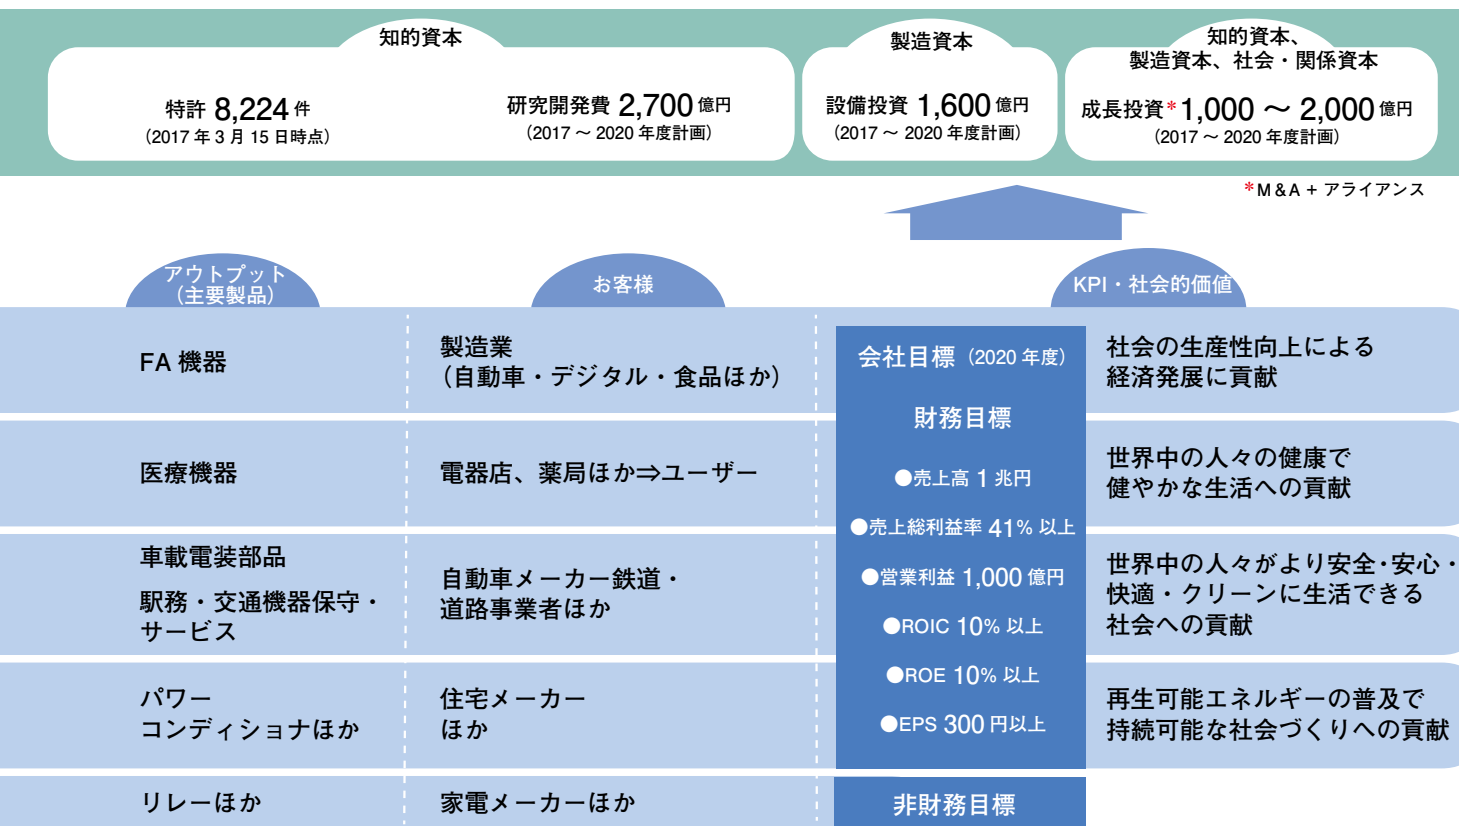 知的資本
特許 8,224 件
（2017 年 3 月 15 日時点）
研究開発費 2,700 億円
（2017 ～ 2020 年度計画）
製造資本
設備投資 1,600 億円
（2017 ～ 2020 年度計画）
知的資本、
製造資本、社会・関係資本
成長投資＊1,000 ～ 2,000 億円
（2017 ～ 2020 年度計画）
＊M＆A + アライアンス
アウトプット
（主要製品）
お客様
KPI・社会的価値
FA 機器
製造業
（自動車・デジタル・食品ほか）
社会の生産性向上による
経済発展に貢献
医療機器
電器店、薬局ほか⇒ユーザー
世界中の人々の健康で
健やかな生活への貢献
車載電装部品
駅務・交通機器保守・
サービス
自動車メーカー鉄道・
道路事業者ほか
世界中の人々がより安全・安心・
快適・クリーンに生活できる
社会への貢献
パワー
コンディショナほか
住宅メーカー
ほか
再生可能エネルギーの普及で
持続可能な社会づくりへの貢献
リレーほか
家電メーカーほか
会社目標（2020 年度）
財務目標
●売上高 1 兆円
●売上総利益率 41% 以上
●営業利益 1,000 億円
●ROIC 10% 以上
●ROE 10% 以上
●EPS 300 円以上
非財務目標